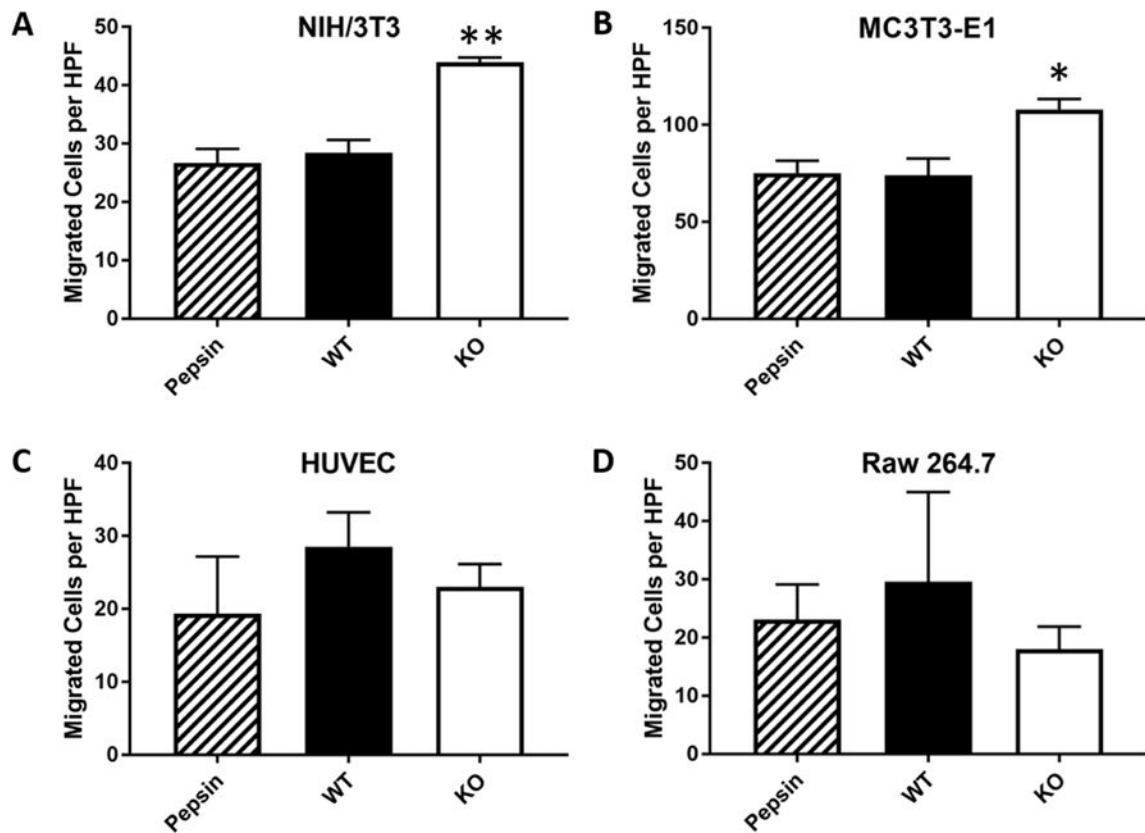 A
NIH/3T3
**
Migrated Cells per HPF
50
40
30
20
10
0
Pepsin
WT
KO
B
MC3T3-E1
*
Migrated Cells per HPF
150
100
50
0
Pepsin
WT
KO
C
HUVEC
Migrated Cells per HPF
40
30
20
10
0
Pepsin
WT
KO
D
Raw 264.7
Migrated Cells per HPF
50
40
30
20
10
0
Pepsin
WT
KO